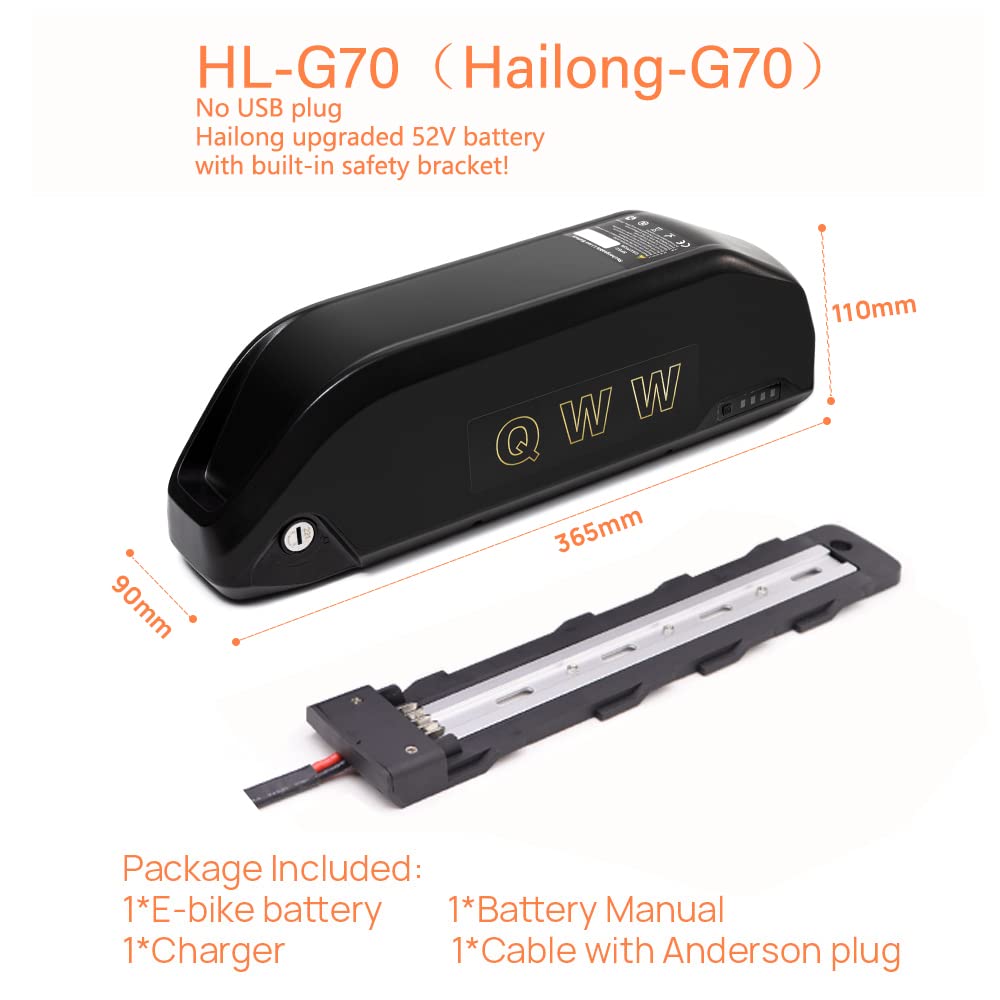 HL-G70（Hailong-G70）
No USB plug
Hailong upgraded 52V battery
with built-in safety bracket!
110mm
QWW
365mm
90mm
Package Included:
1*E-bike battery 1*Battery Manual
1*Charger 1*Cable with Anderson plug